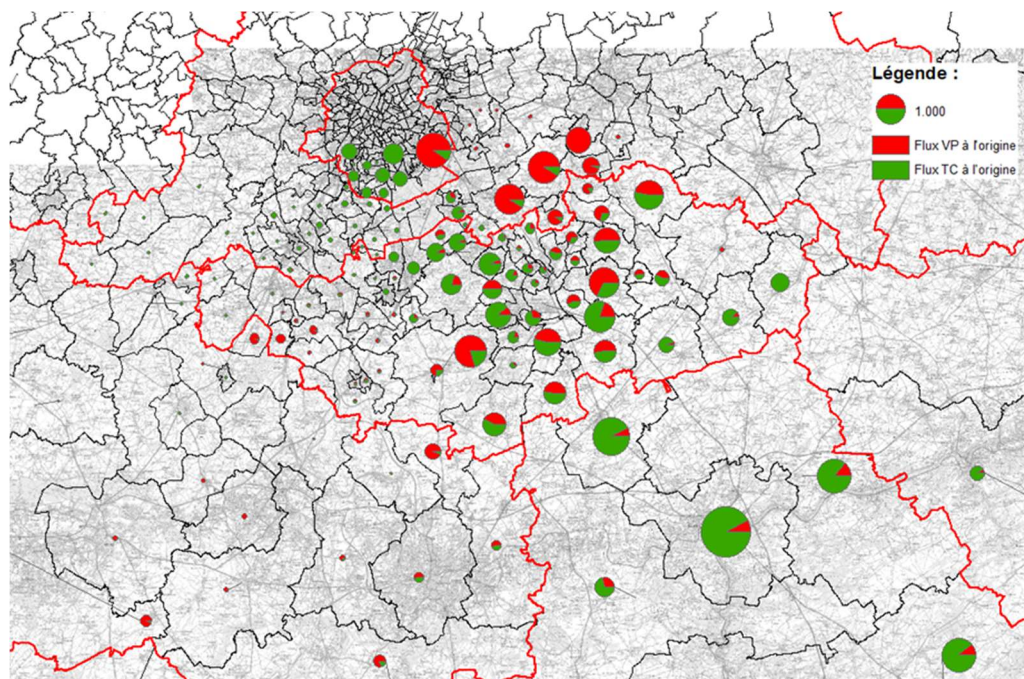 Légende :
1.000
Flux VP à l'origine
Flux TC à l'origine